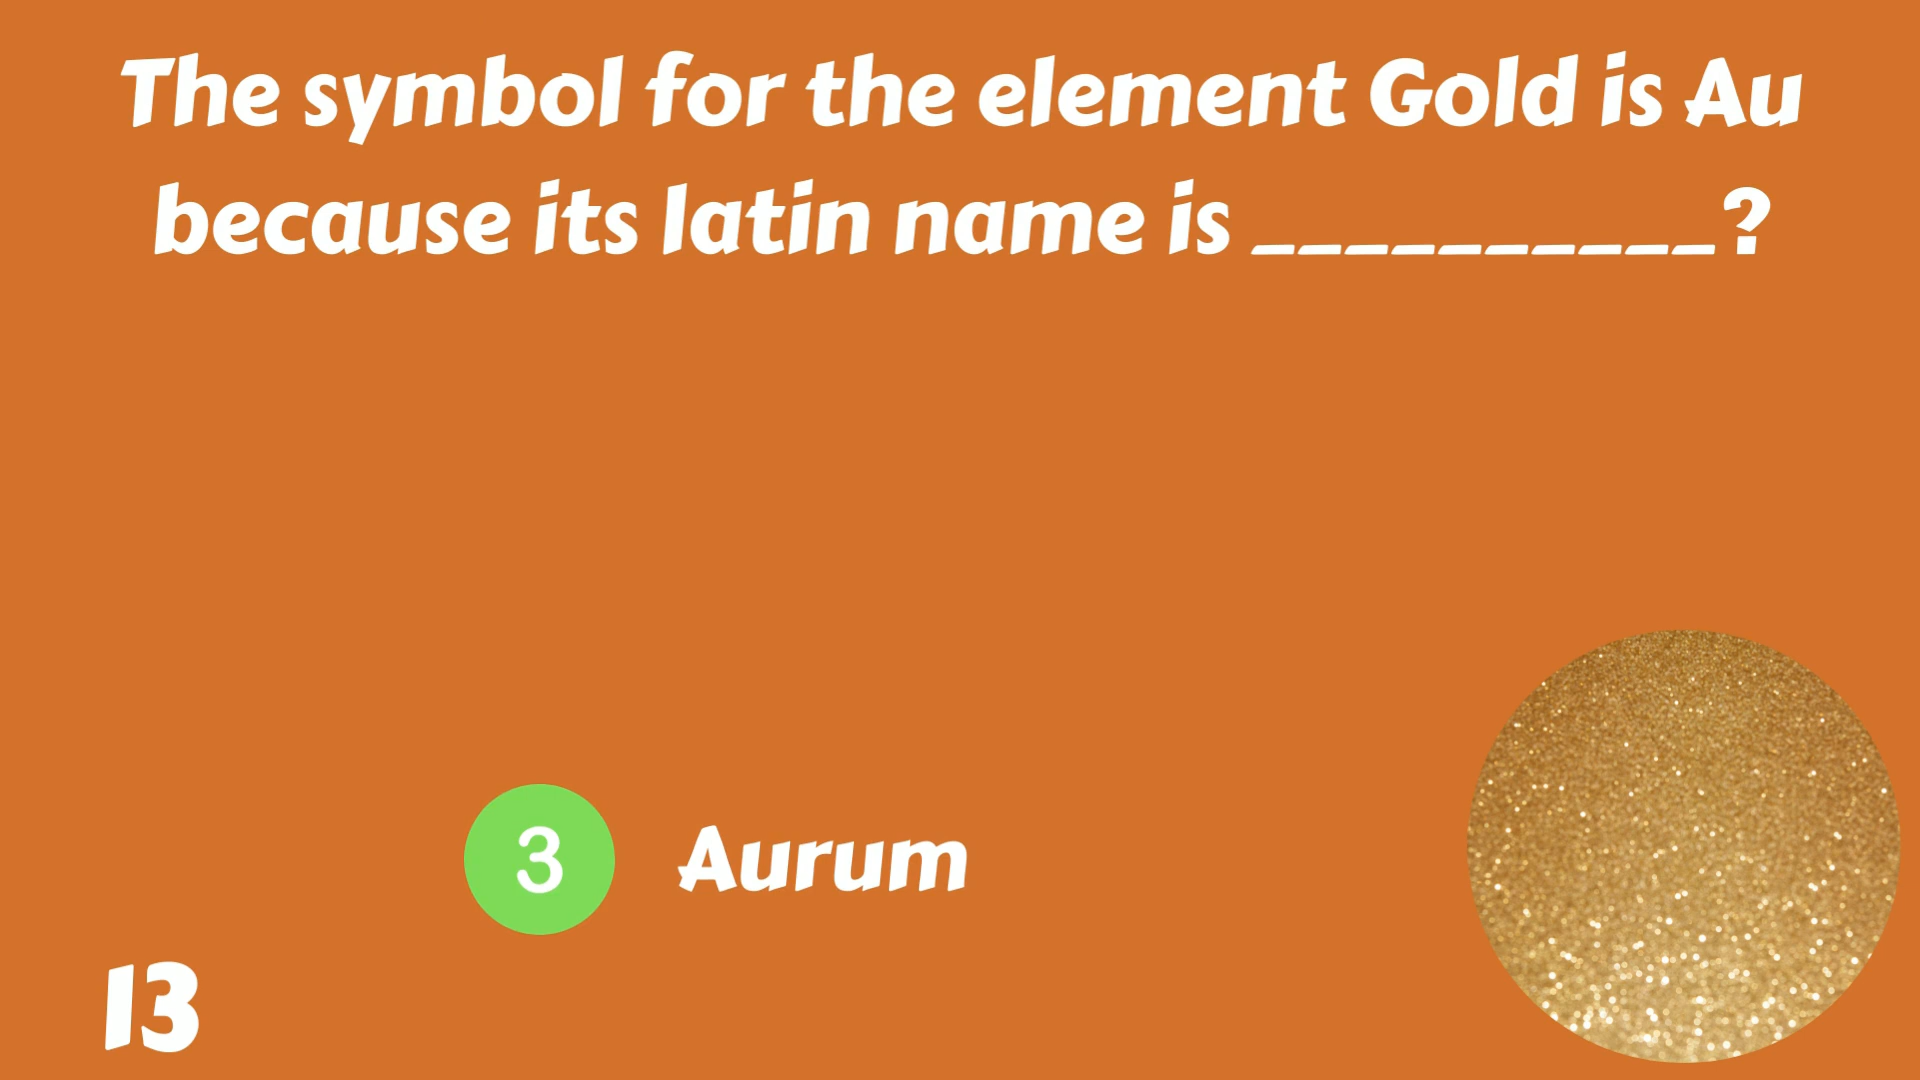 The symbol for the element Gold is Au
because its latin name is __________?
3 Aurum
13